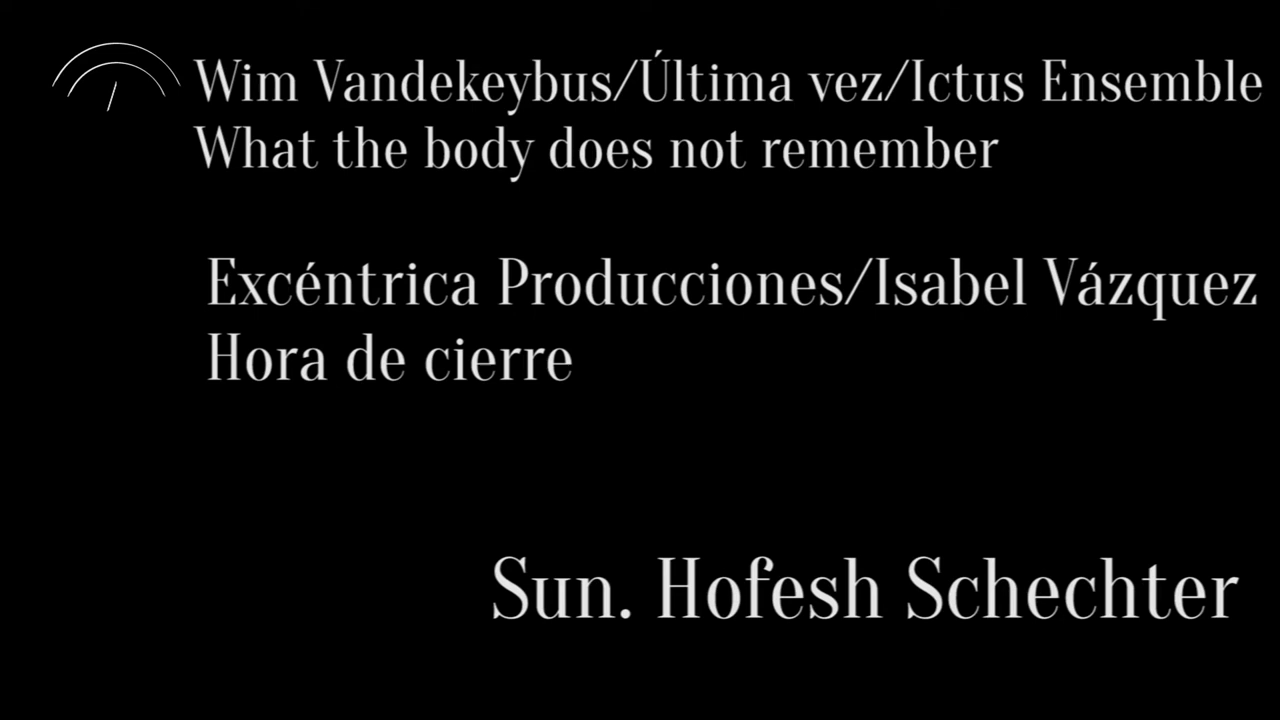 Wim Vandekeybus/Última vez/Ictus Ensemble
What the body does not remember
Excéntrica Producciones/Isabel Vázquez
Hora de cierre
Sun. Hofesh Schechter